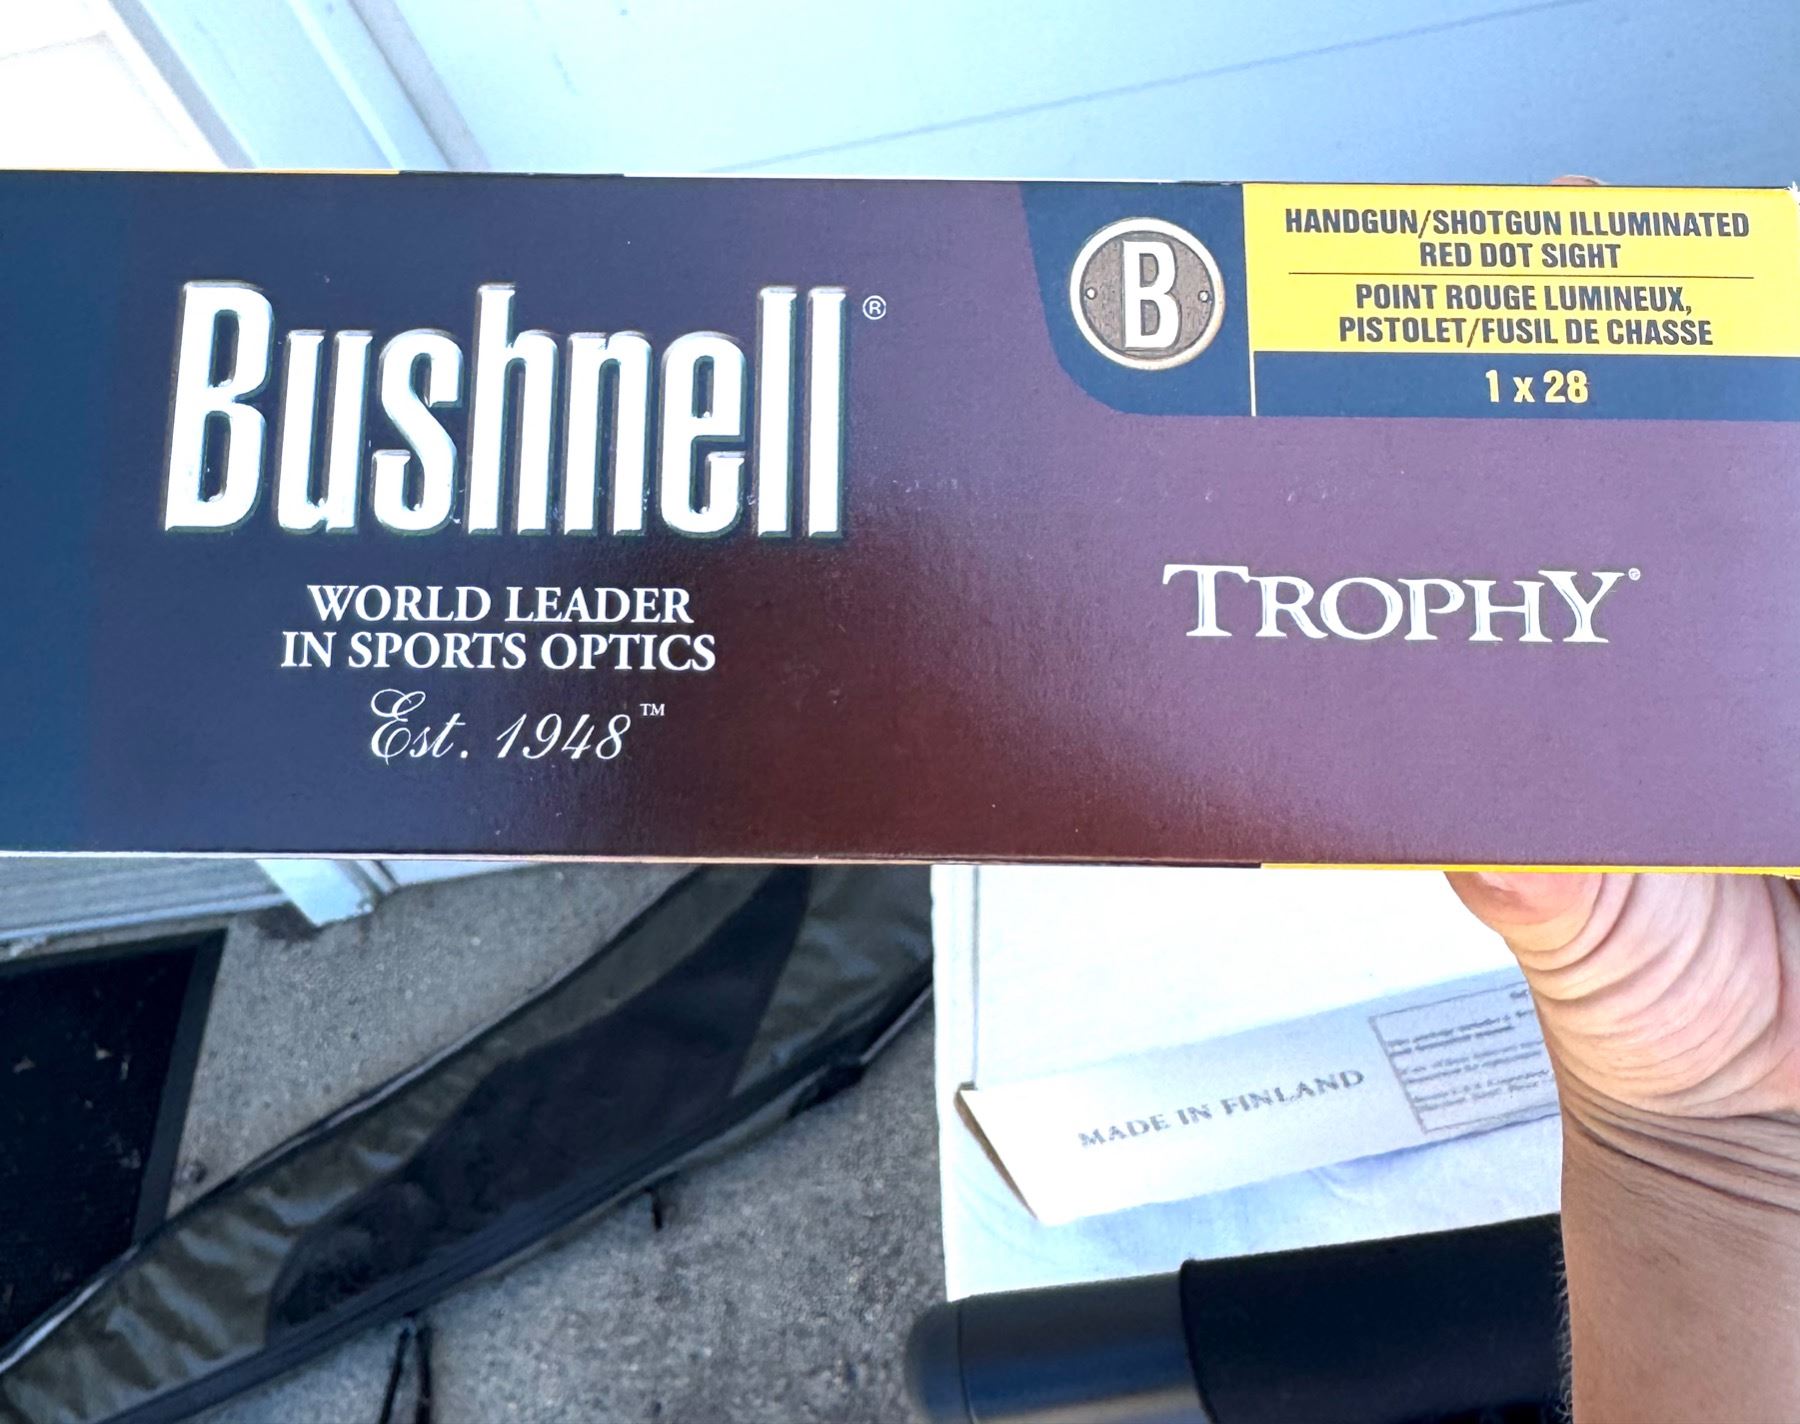 Bushnell®
WORLD LEADER
IN SPORTS OPTICS
Est. 1948™
B
HANDGUN/SHOTGUN ILLUMINATED
RED DOT SIGHT
POINT ROUGE LUMINEUX,
PISTOLET/FUSIL DE CHASSE
1 x 28
TROPHY®
MADE IN FINLAND